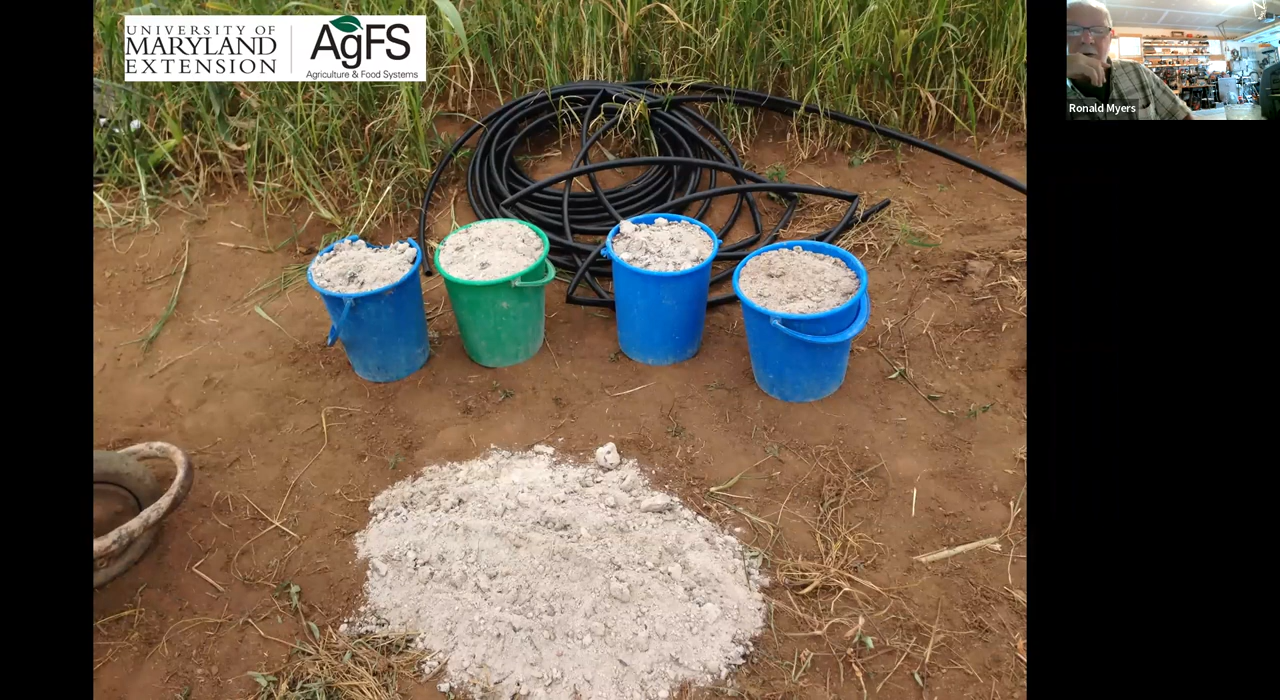 UNIVERSITY OF
MARYLAND
EXTENSION
AgFS
Agriculture & Food Systems
Ronald Myers